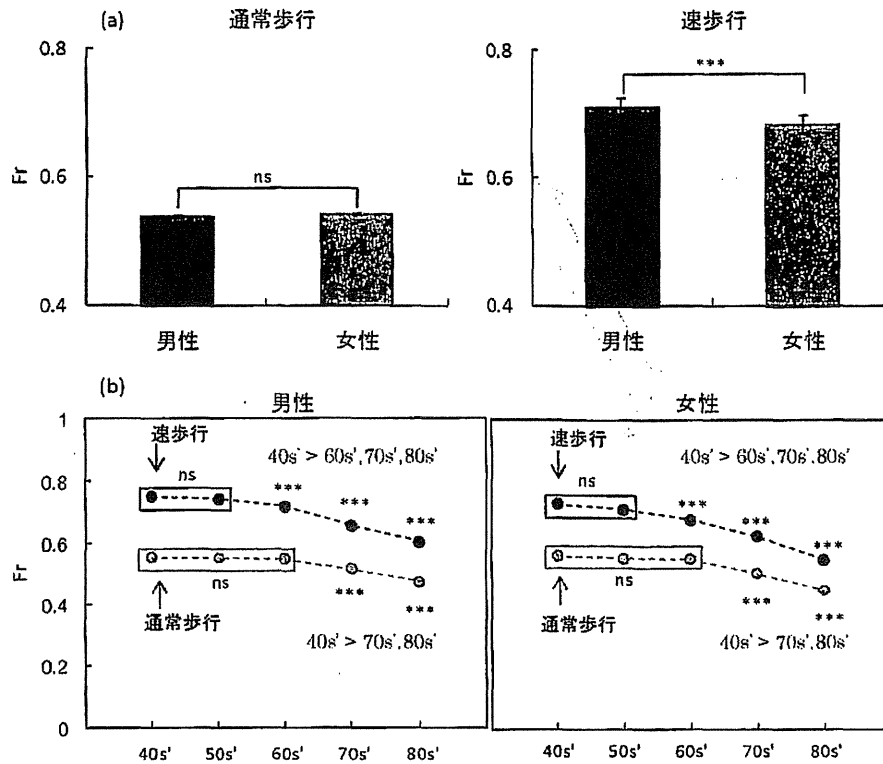 (a)
通常歩行
速歩行
0.8
0.6
0.4
Fr
ns
男性
女性
0.8
0.6
0.4
Fr
***
男性
女性
(b)
男性
女性
1
0.8
0.6
0.4
0.2
0
Fr
速歩行
ns
40s' > 60s',70s',80s'
***
***
***
ns
***
***
通常歩行
40s' > 70s',80s'
40s'
50s'
60s'
70s'
80s'
速歩行
ns
40s' > 60s',70s',80s'
***
***
***
ns
***
***
通常歩行
40s' > 70s',80s'
40s'
50s'
60s'
70s'
80s'